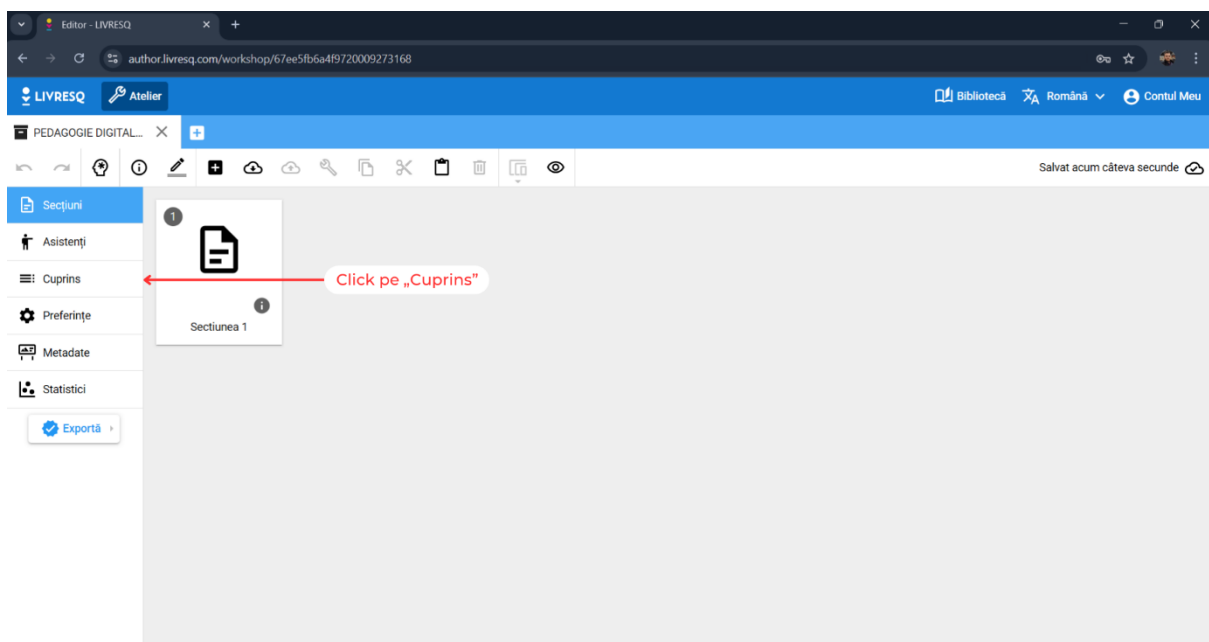 Editor - LIVRESQ
author.livresq.com/workshop/67ee5fb6a4f9720009273168
LIVRESQ Atelier Bibliotecă Română Contul Meu
PEDAGOGIE DIGITAL...
Salvat acum câteva secunde
Secțiuni
1
Asistenți
Cuprins
Click pe „Cuprins”
Preferințe
Sectiunea 1
Metadate
Statistici
Exportă